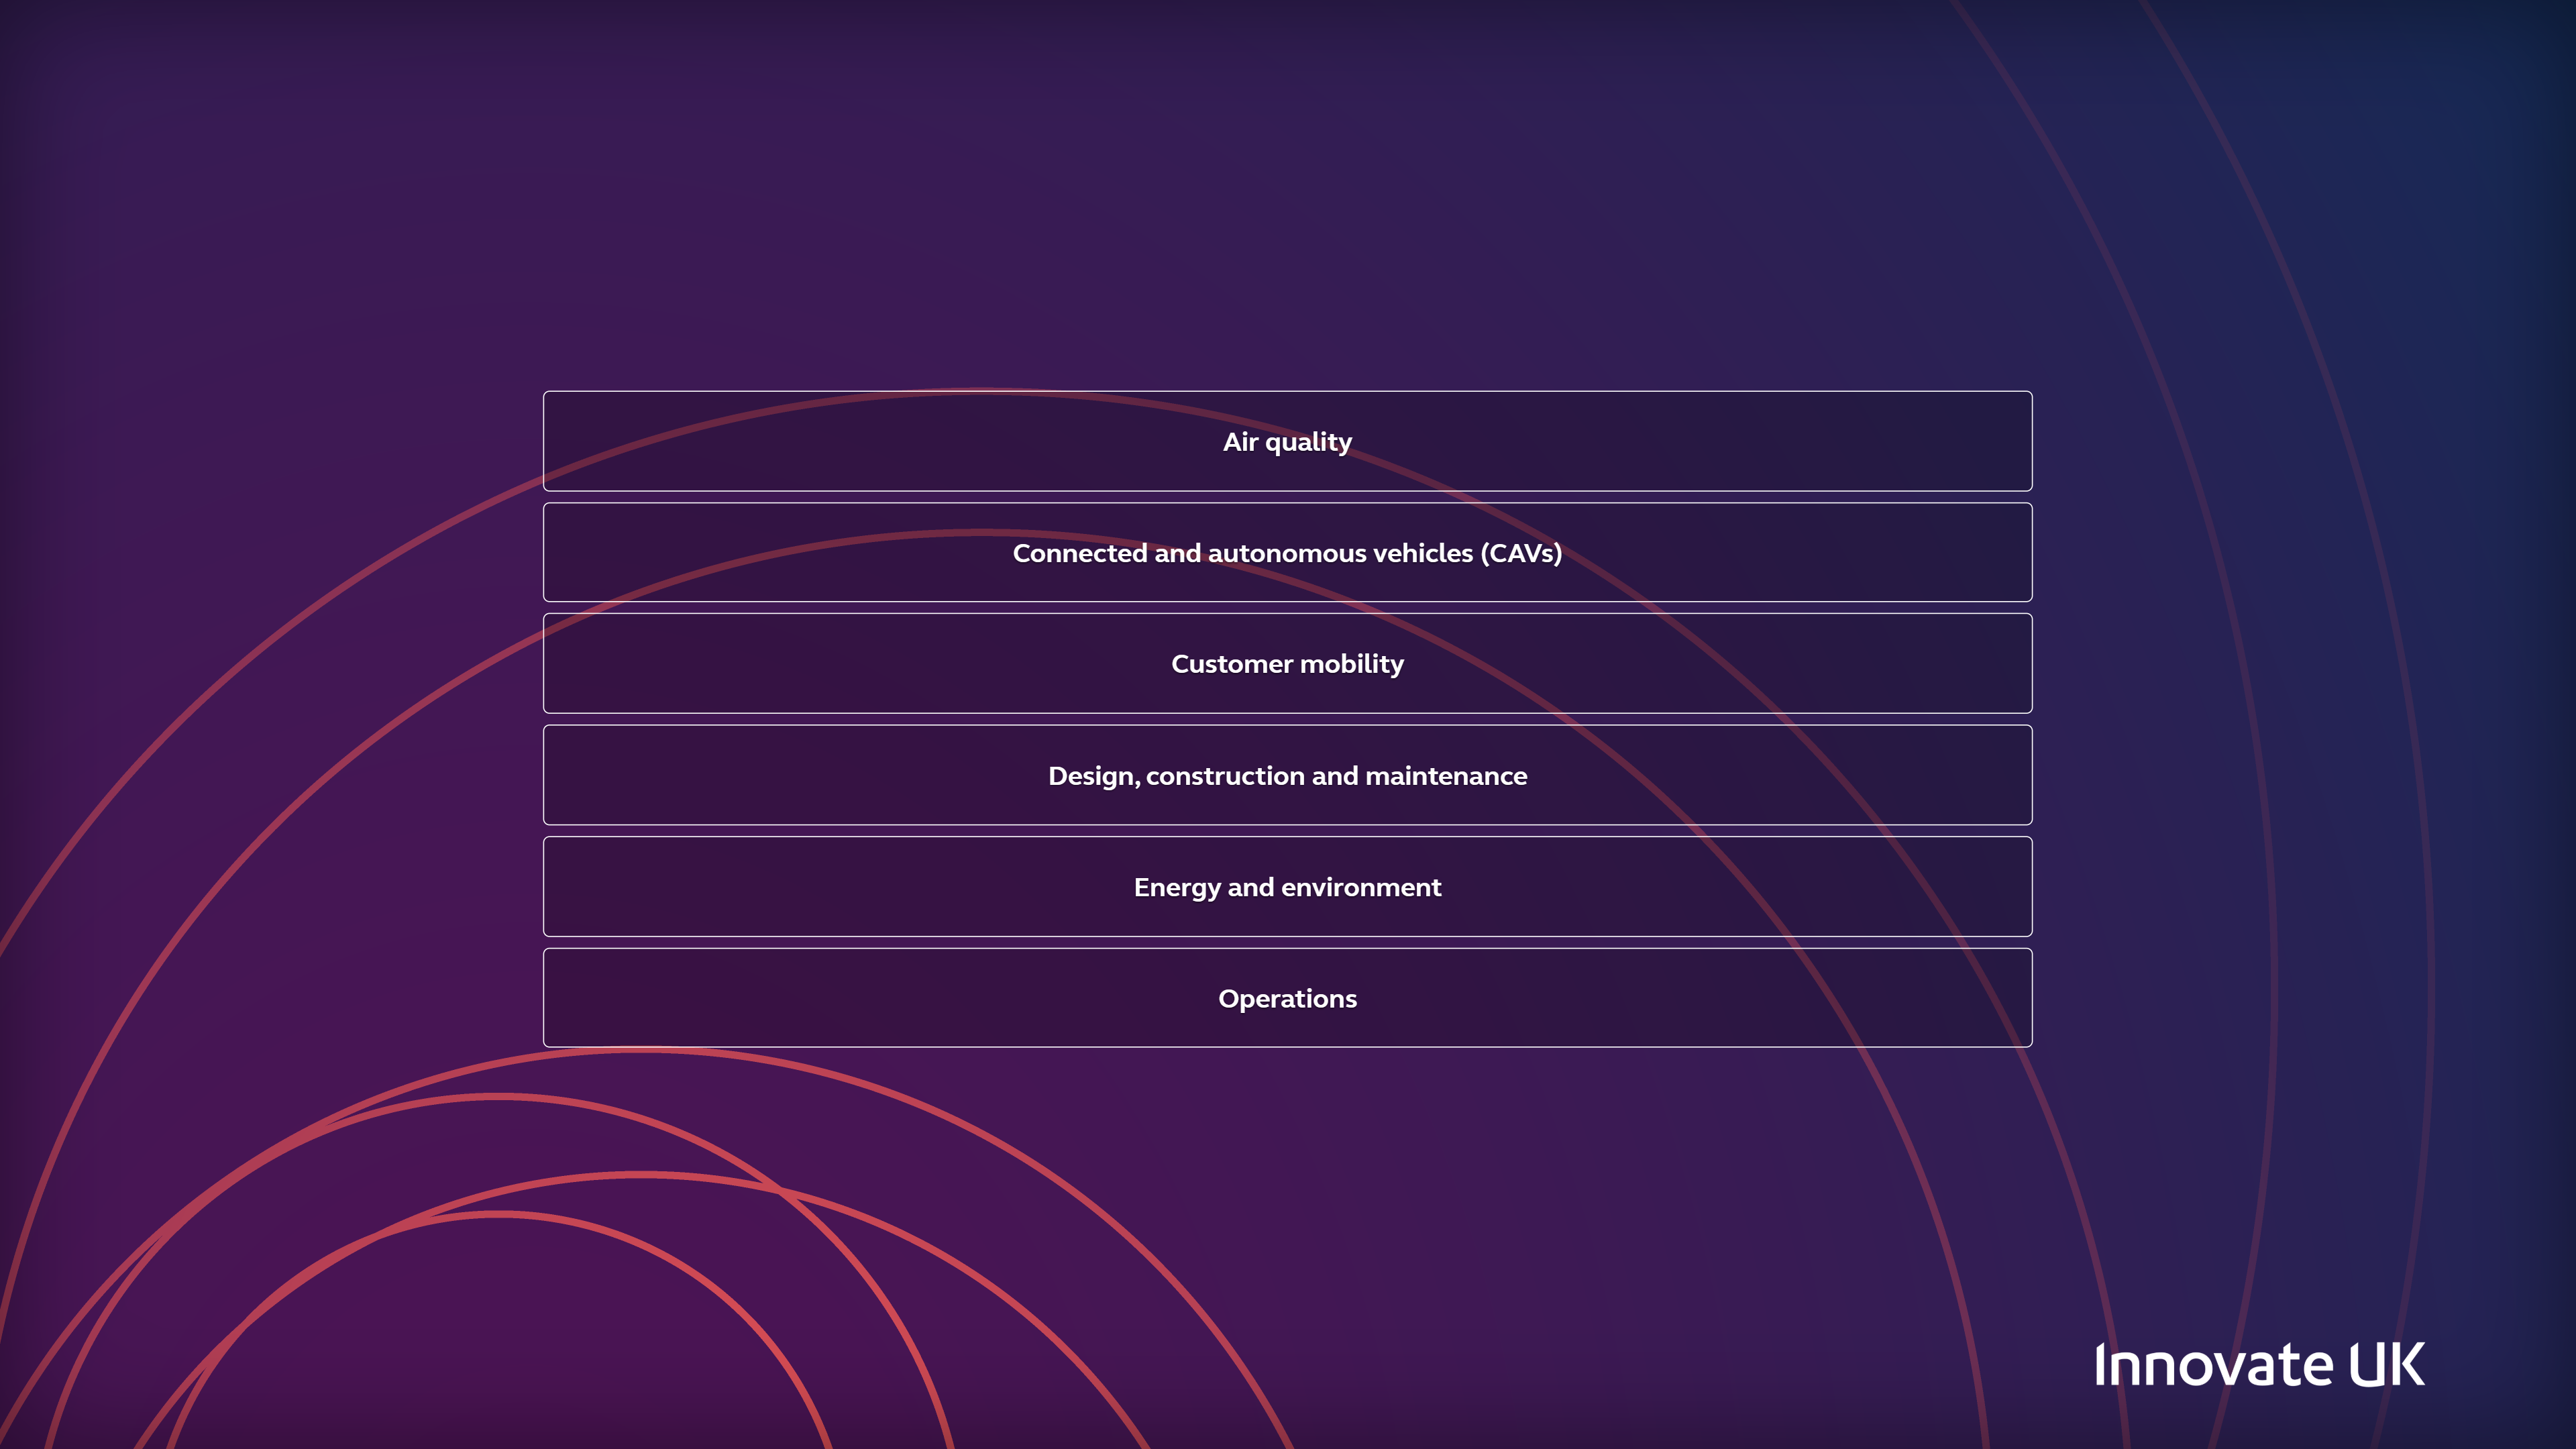 Air quality
Connected and autonomous vehicles (CAVs)
Customer mobility
Design, construction and maintenance
Energy and environment
Operations
Innovate UK